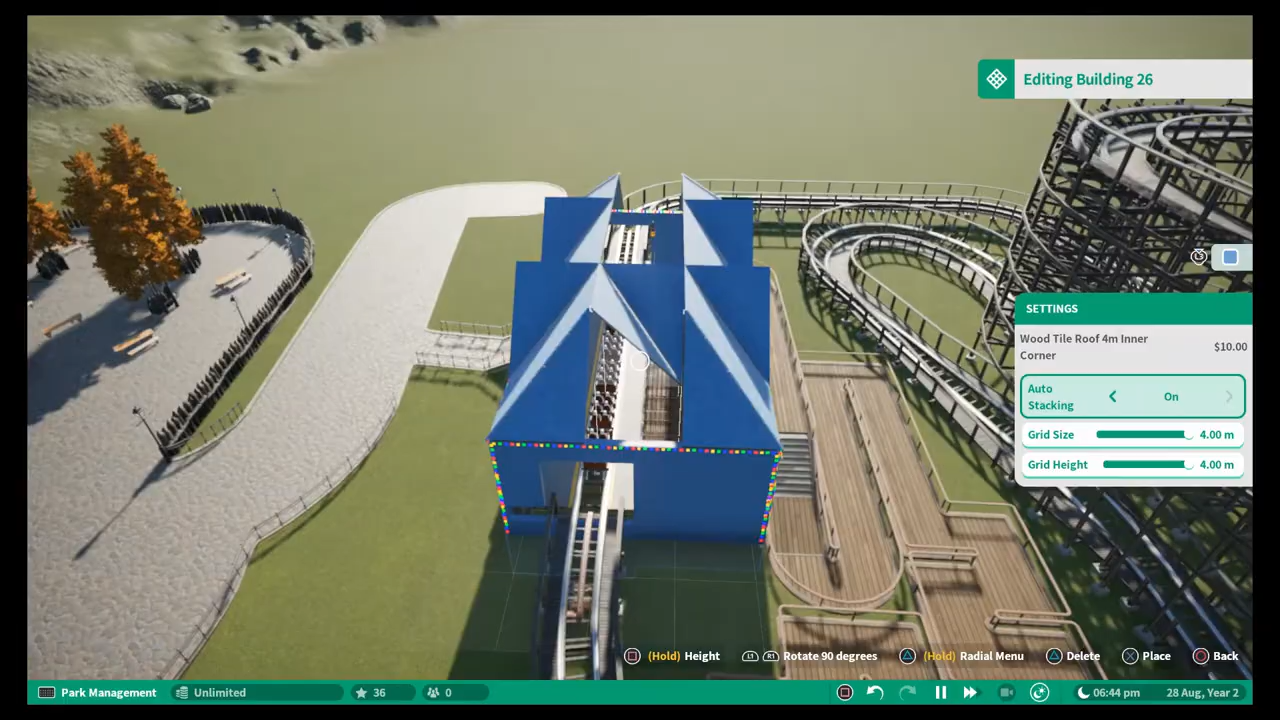 Editing Building 26
SETTINGS
Wood Tile Roof 4m Inner
Corner
$10.00
Auto
Stacking
On
Grid Size
4.00 m
Grid Height
4.00 m
(Hold) Height
L1 R1 Rotate 90 degrees
(Hold) Radial Menu
Delete
Place
Back
Park Management
Unlimited
36
0
06:44 pm
28 Aug, Year 2